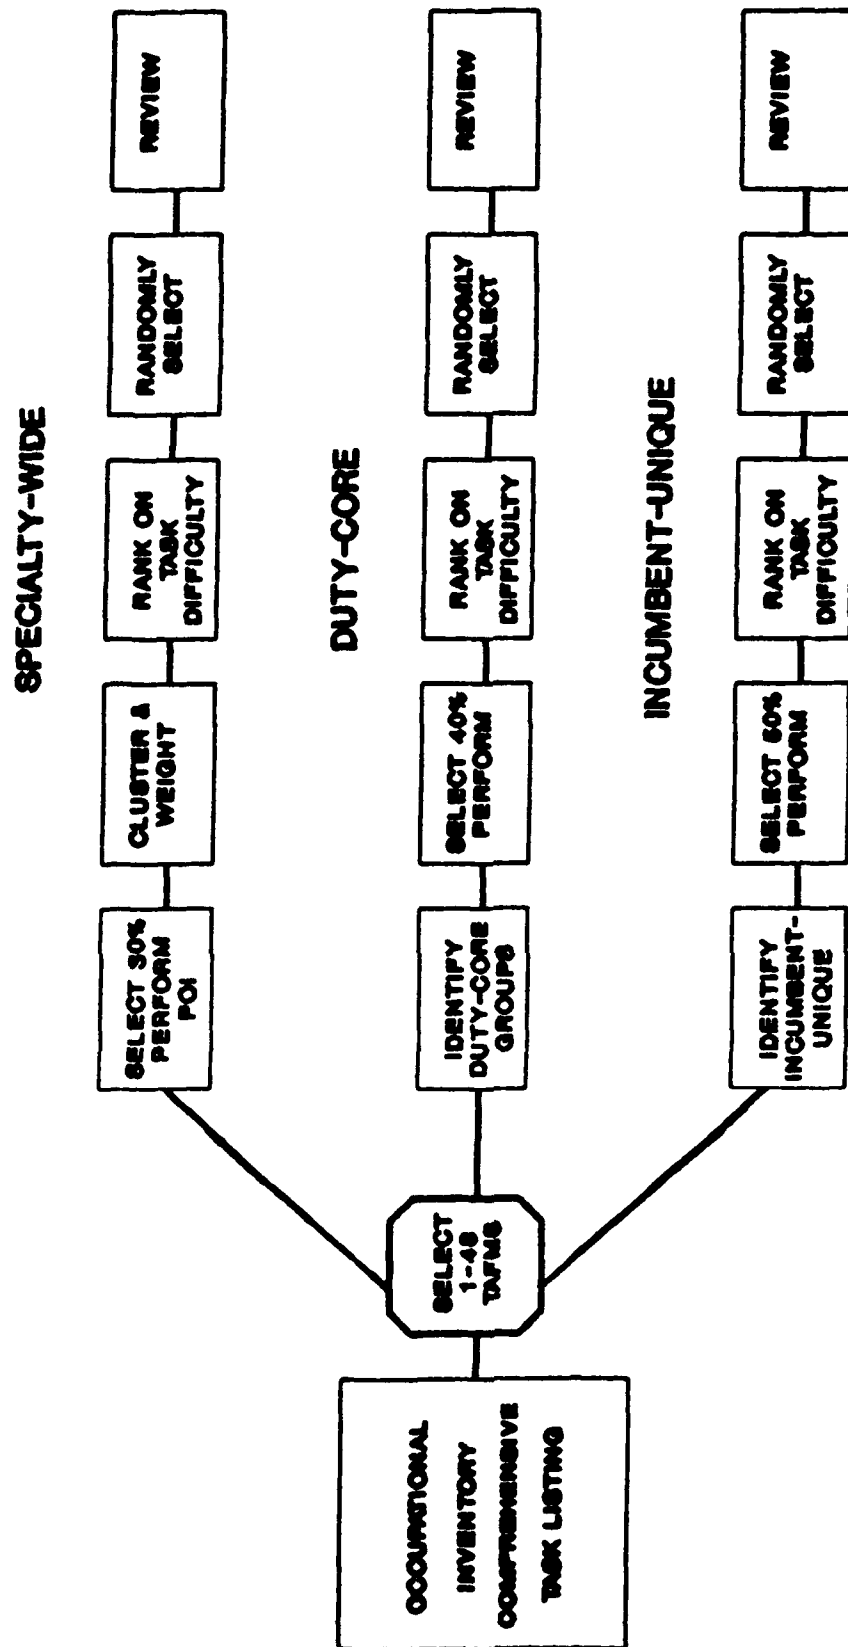 OCCUPATIONAL
INVENTORY
COMPREHENSIVE
TASK LISTING
SELECT
1-48
TAFMS
SPECIALTY-WIDE
SELECT 30%
PERFORM
POI
CLUSTER &
WEIGHT
RANK ON
TASK
DIFFICULTY
RANDOMLY
SELECT
REVIEW
DUTY-CORE
IDENTIFY
DUTY-CORE
GROUPS
SELECT 40%
PERFORM
RANK ON
TASK
DIFFICULTY
RANDOMLY
SELECT
REVIEW
INCUMBENT-UNIQUE
IDENTIFY
INCUMBENT-
UNIQUE
SELECT
PERFORM
RANK ON
TASK
DIFFICULTY
RANDOMLY
SELECT
REVIEW